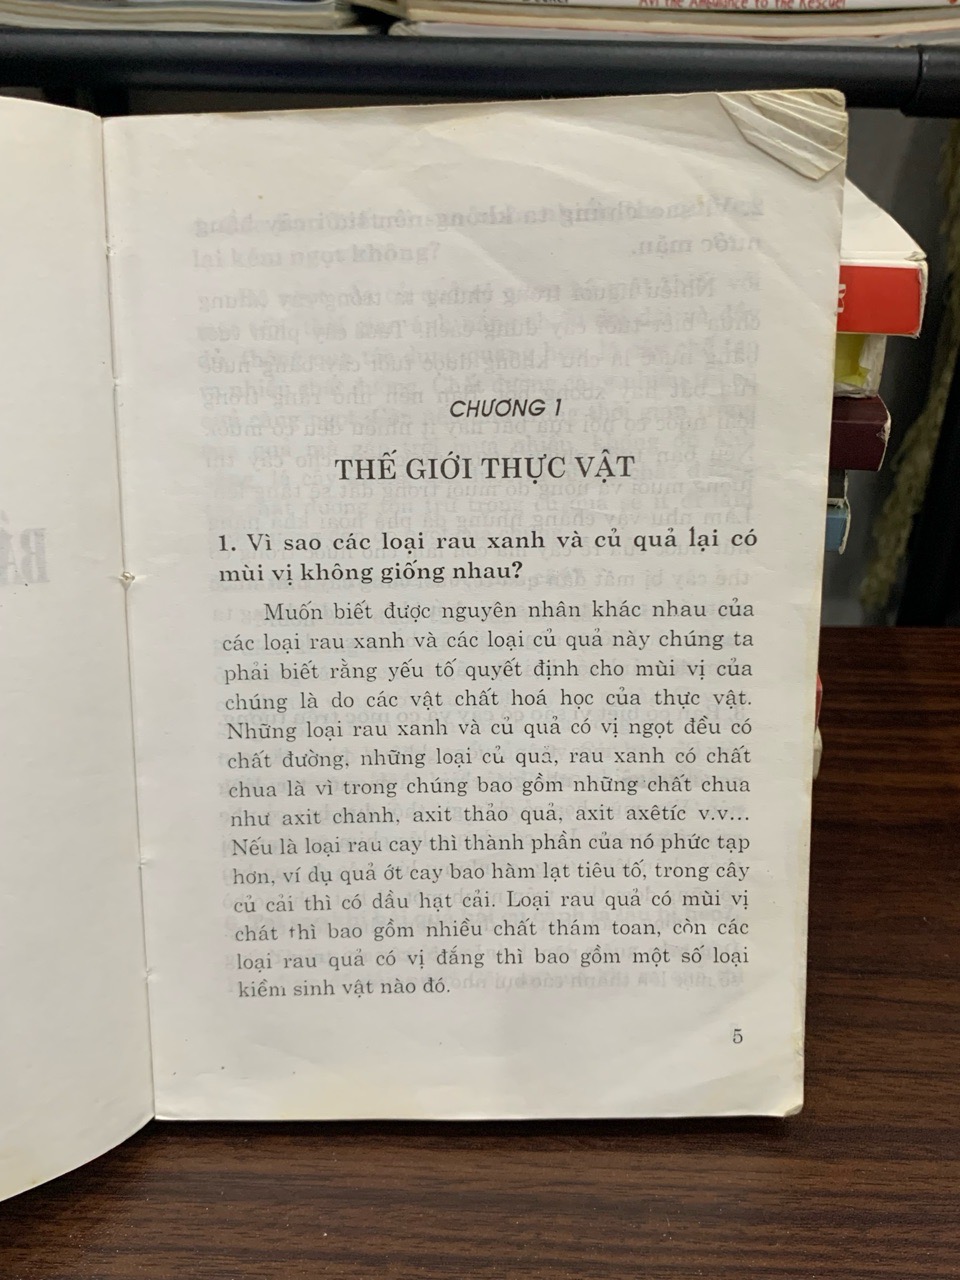 Avi the Ambulance to the Rescue!
CHƯƠNG 1
THẾ GIỚI THỰC VẬT
1. Vì sao các loại rau xanh và củ quả lại có
mùi vị không giống nhau?
Muốn biết được nguyên nhân khác nhau của
các loại rau xanh và các loại củ quả này chúng ta
phải biết rằng yếu tố quyết định cho mùi vị của
chúng là do các vật chất hoá học của thực vật.
Những loại rau xanh và củ quả có vị ngọt đều có
chất đường, những loại củ quả, rau xanh có chất
chua là vì trong chúng bao gồm những chất chua
như axit chanh, axit thảo quả, axit axêtíc v.v...
Nếu là loại rau cay thì thành phần của nó phức tạp
hơn, ví dụ quả ớt cay bao hàm lạt tiêu tố, trong cây
củ cải thì có dầu hạt cải. Loại rau quả có mùi vị
chát thì bao gồm nhiều chất thám toan, còn các
loại rau quả có vị đắng thì bao gồm một số loại
kiềm sinh vật nào đó.
5